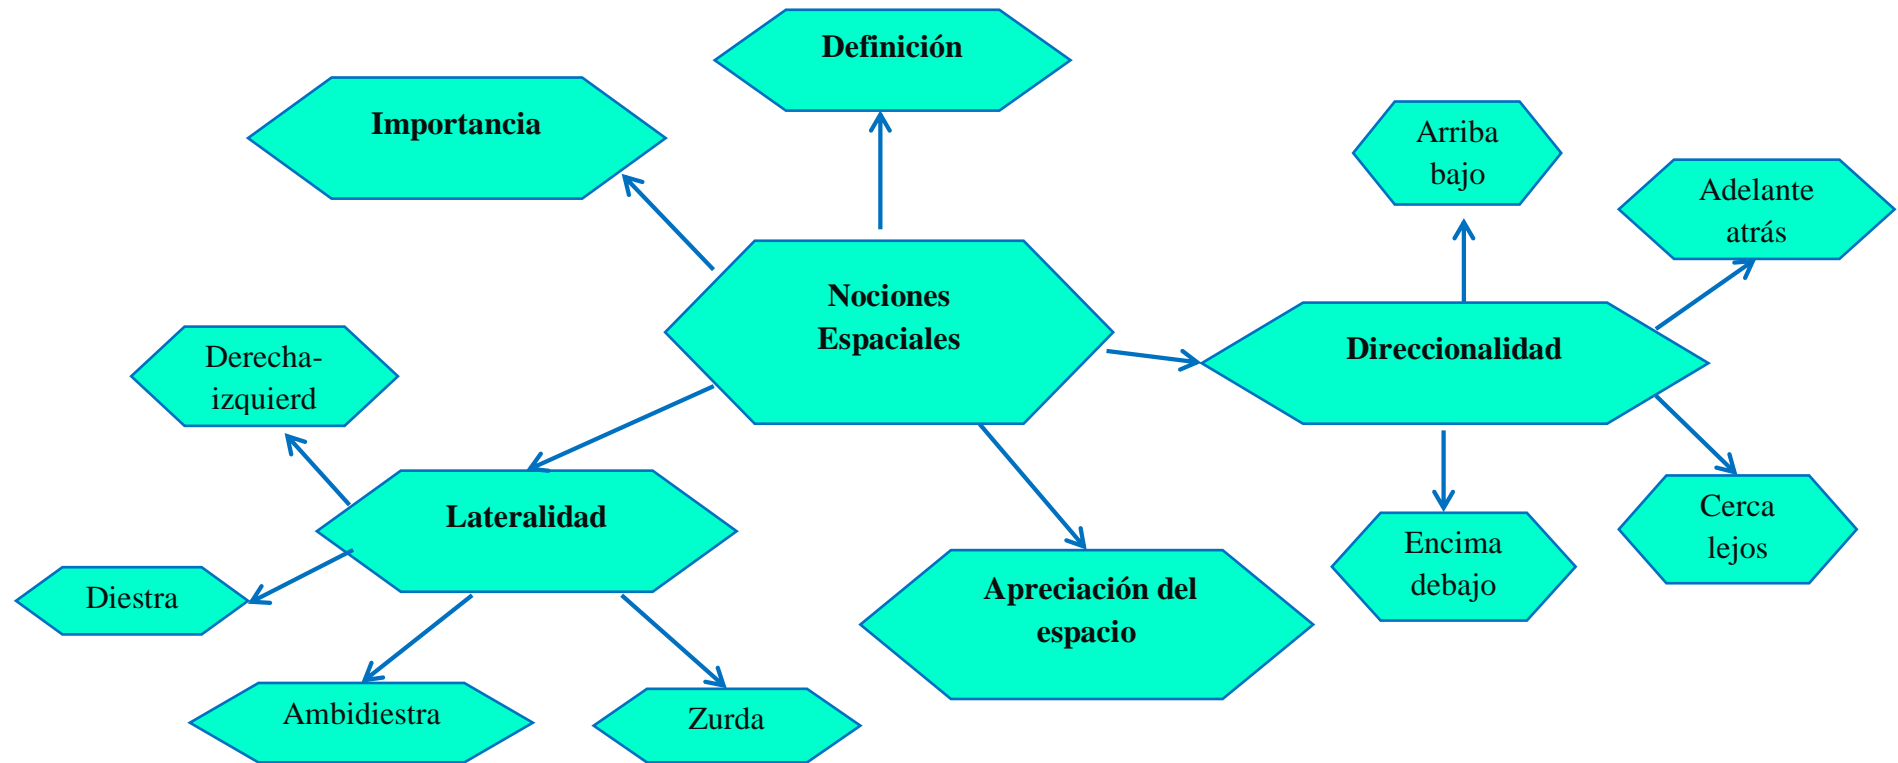 Definición
Importancia
Arriba
bajo
Adelante
atrás
Nociones
Espaciales
Direccionalidad
Derecha-
izquierd
Lateralidad
Cerca
lejos
Encima
debajo
Apreciación del
espacio
Diestra
Ambidiestra
Zurda